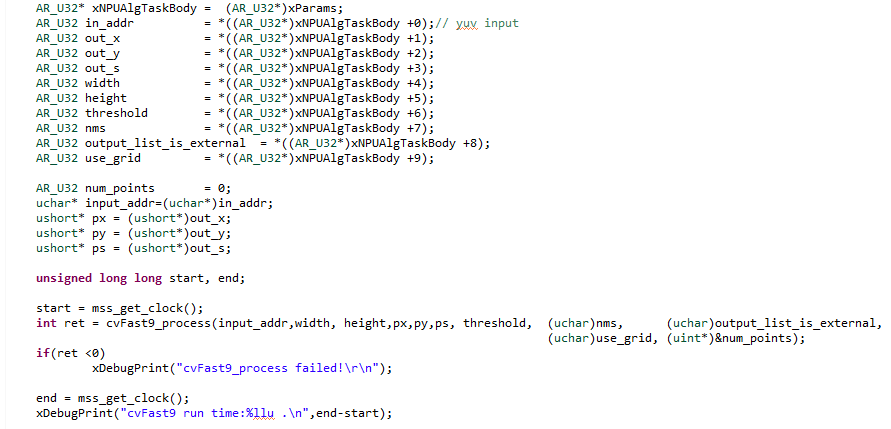 AR_U32* xNPUAlgTaskBody =  (AR_U32*)xParams;
AR_U32 in_addr          = *((AR_U32*)xNPUAlgTaskBody +0);// yuv input
AR_U32 out_x            = *((AR_U32*)xNPUAlgTaskBody +1);
AR_U32 out_y            = *((AR_U32*)xNPUAlgTaskBody +2);
AR_U32 out_s            = *((AR_U32*)xNPUAlgTaskBody +3);
AR_U32 width            = *((AR_U32*)xNPUAlgTaskBody +4);
AR_U32 height           = *((AR_U32*)xNPUAlgTaskBody +5);
AR_U32 threshold        = *((AR_U32*)xNPUAlgTaskBody +6);
AR_U32 nms              = *((AR_U32*)xNPUAlgTaskBody +7);
AR_U32 output_list_is_external  = *((AR_U32*)xNPUAlgTaskBody +8);
AR_U32 use_grid         = *((AR_U32*)xNPUAlgTaskBody +9);
AR_U32 num_points       = 0;
uchar* input_addr=(uchar*)in_addr;
ushort* px = (ushort*)out_x;
ushort* py = (ushort*)out_y;
ushort* ps = (ushort*)out_s;
unsigned long long start, end;
start = mss_get_clock();
int ret = cvFast9_process(input_addr,width, height,px,py,ps, threshold,  (uchar)nms,      (uchar)output_list_is_external,
(uchar)use_grid, (uint*)&num_points);
if(ret <0)
xDebugPrint("cvFast9_process failed!\r\n");
end = mss_get_clock();
xDebugPrint("cvFast9 run time:%llu .\n",end-start);